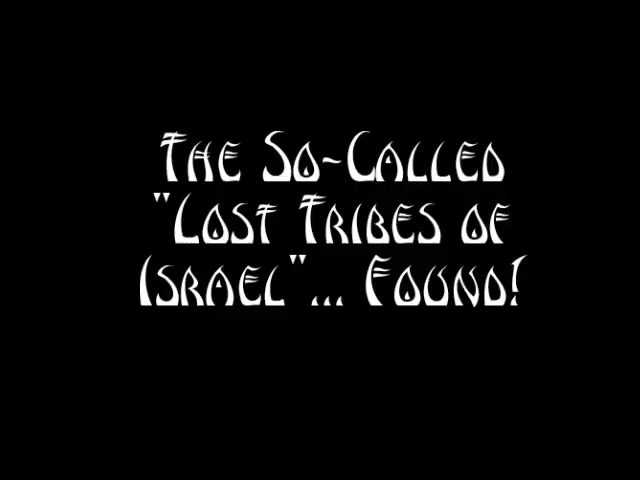 The So-Called
"Lost Tribes of
Israel"... Found!